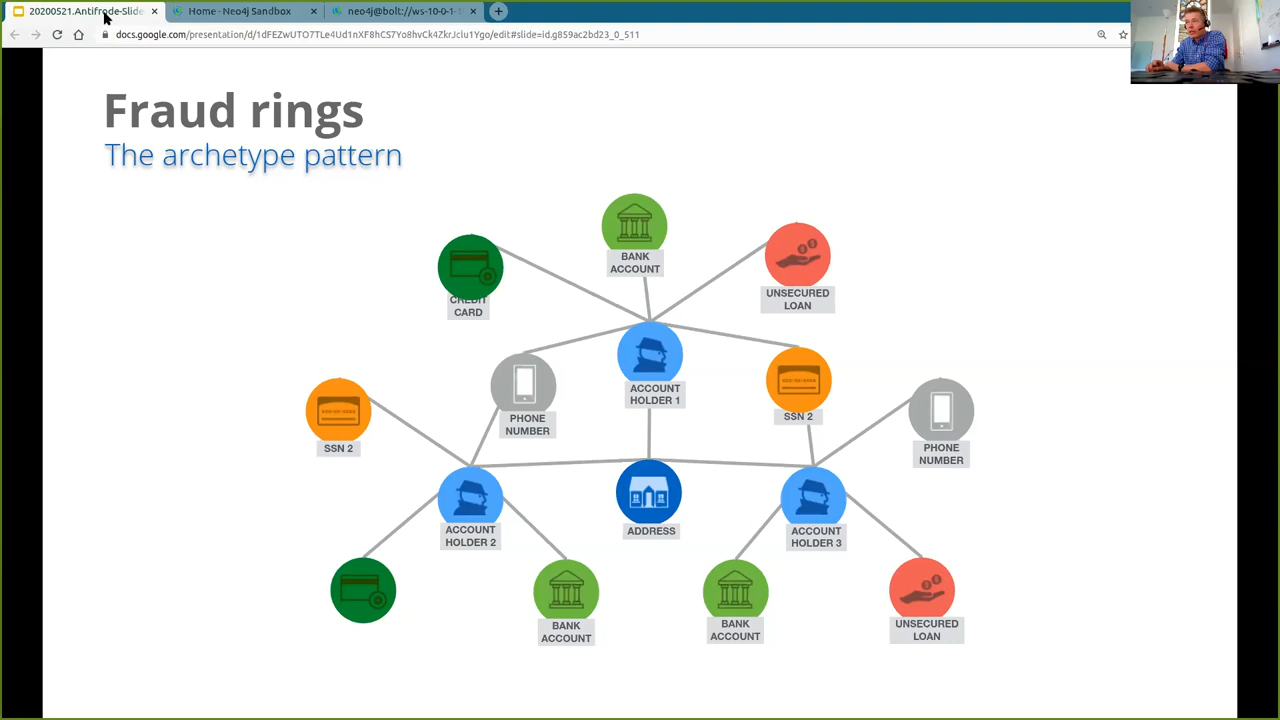 20200521.Antifrode-Slide
Home - Neo4j Sandbox
neo4j@bolt://ws-10-0-1-
docs.google.com/presentation/d/1dFEZwUTO7TLe4Ud1nXF8hCS7Yo8hvCk4ZkrJclu1Ygo/edit#slide=id.g859ac2bd23_0_511
Fraud rings
The archetype pattern
BANK
ACCOUNT
CREDIT
CARD
UNSECURED
LOAN
ACCOUNT
HOLDER 1
PHONE
NUMBER
SSN 2
SSN 2
PHONE
NUMBER
ACCOUNT
HOLDER 2
ADDRESS
ACCOUNT
HOLDER 3
BANK
ACCOUNT
BANK
ACCOUNT
UNSECURED
LOAN